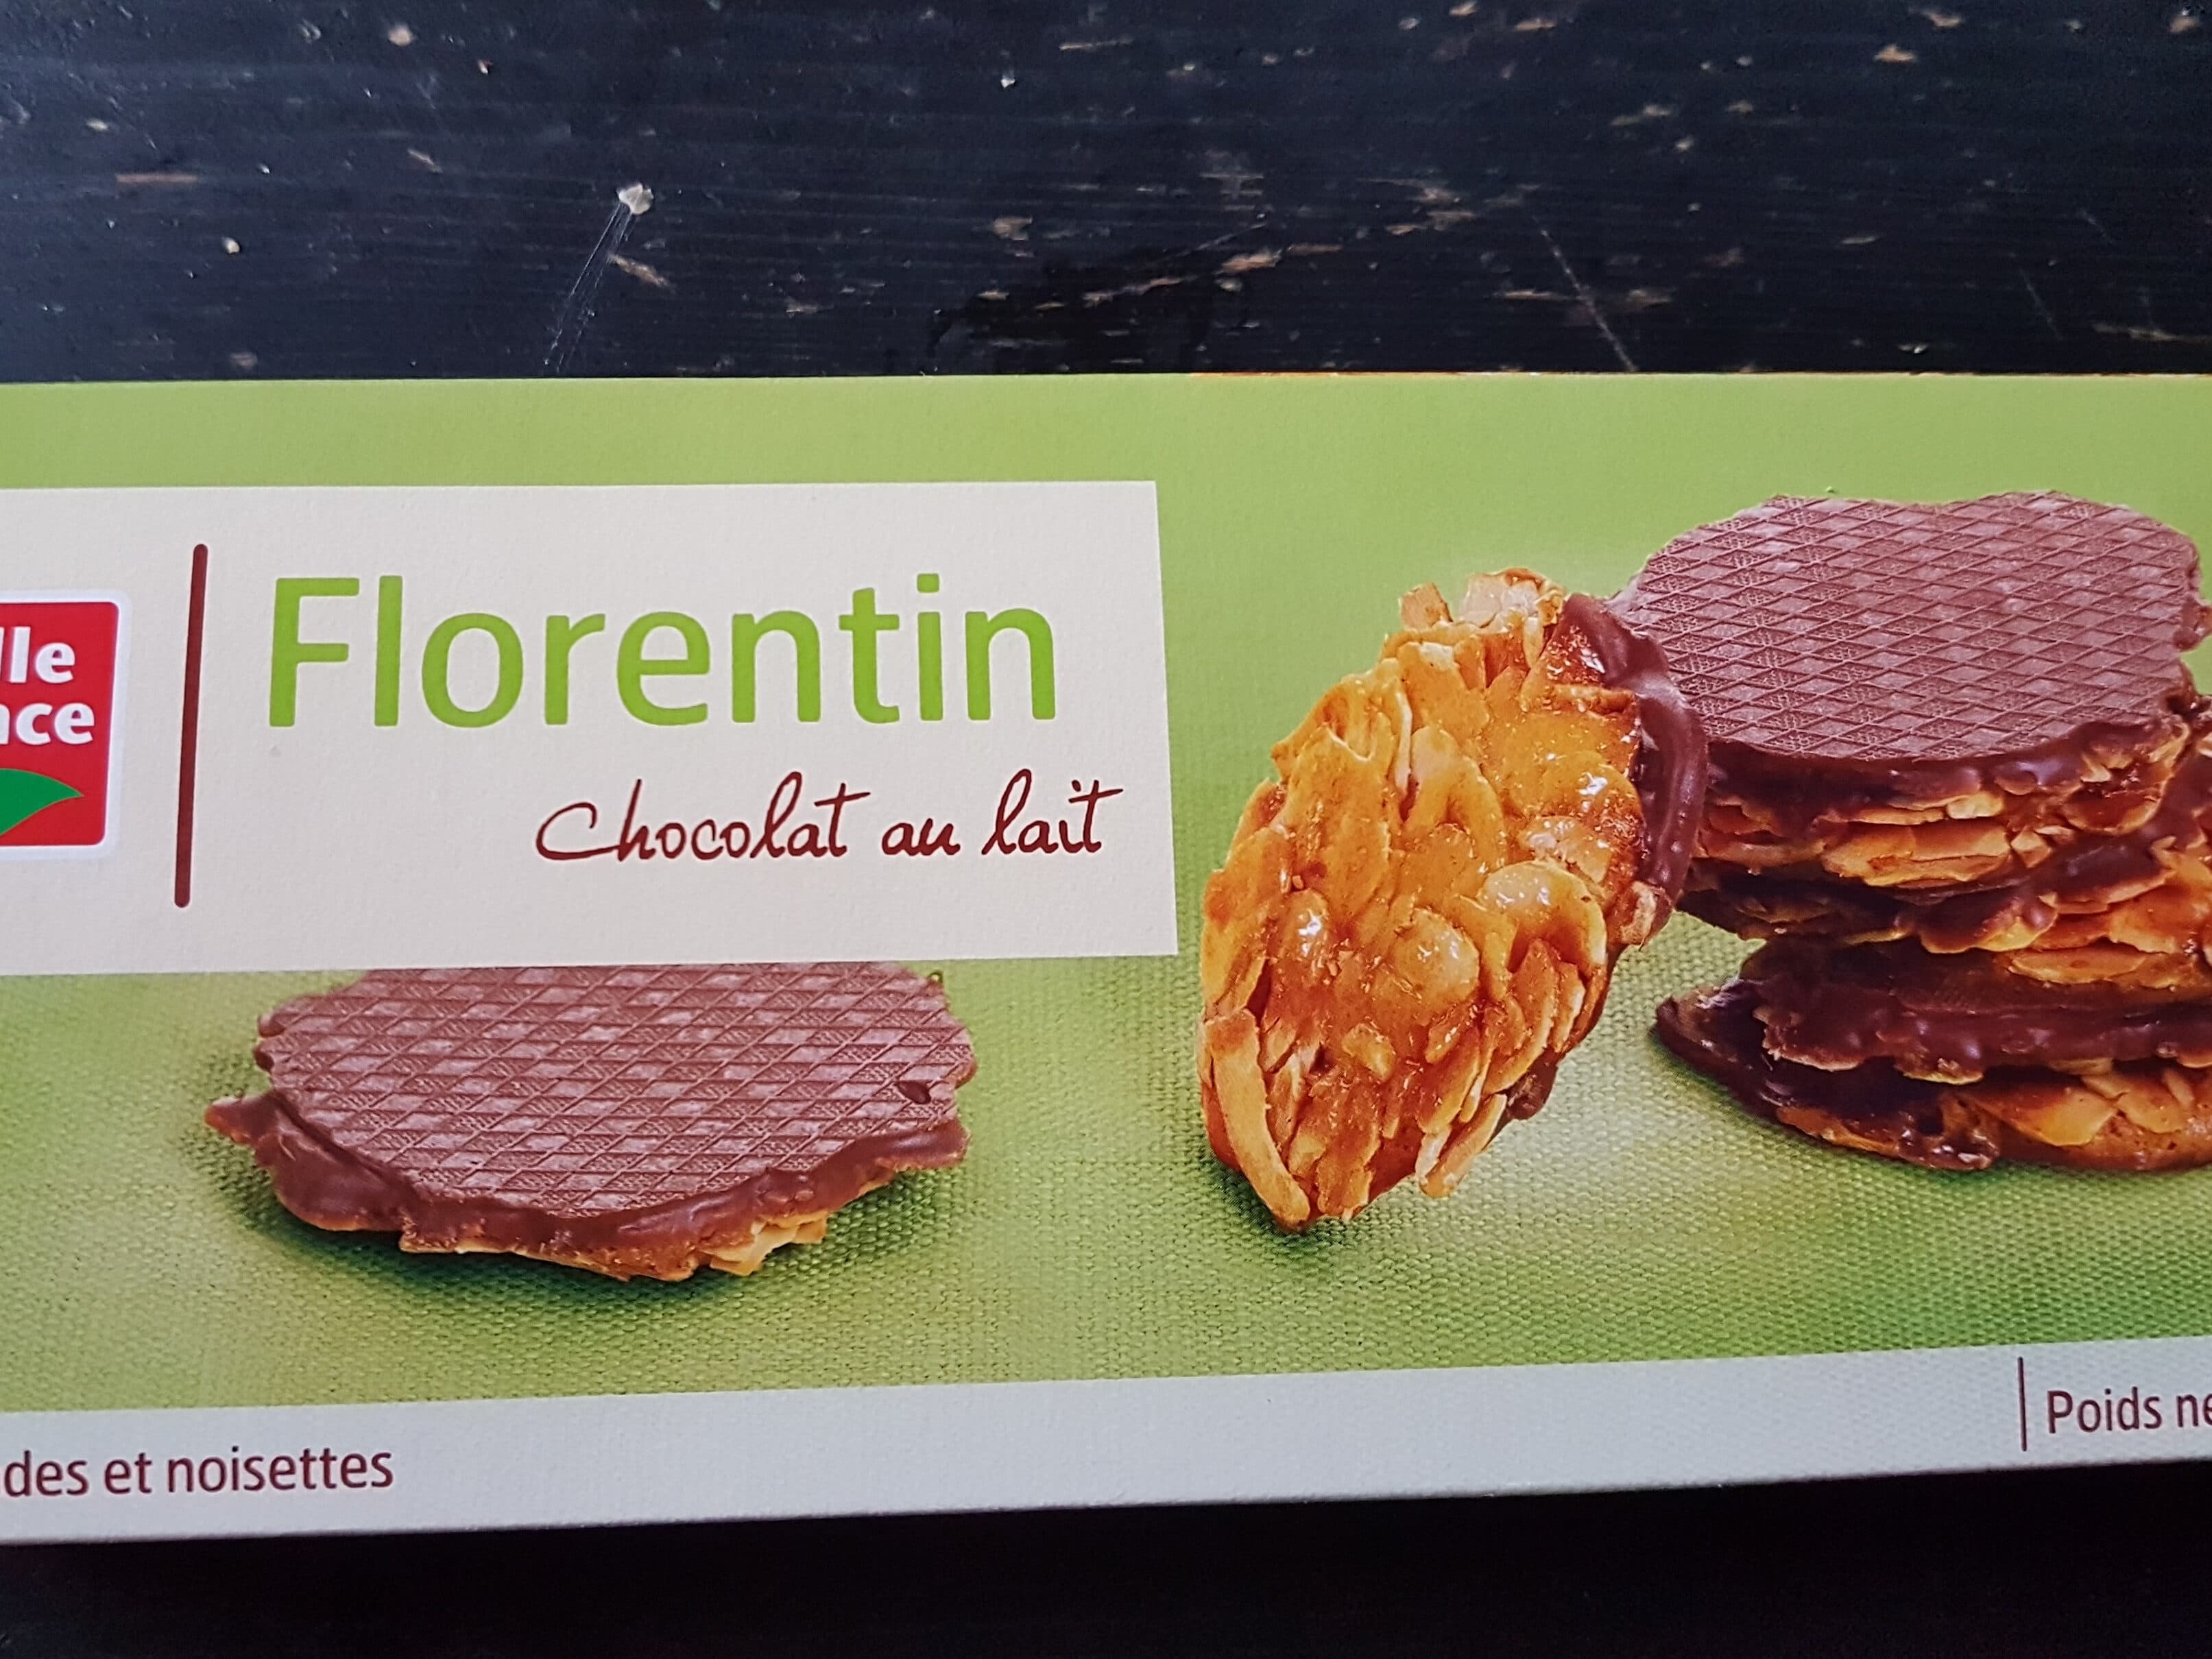 lle
nce
Florentin
Chocolat au lait
des et noisettes
Poids ne